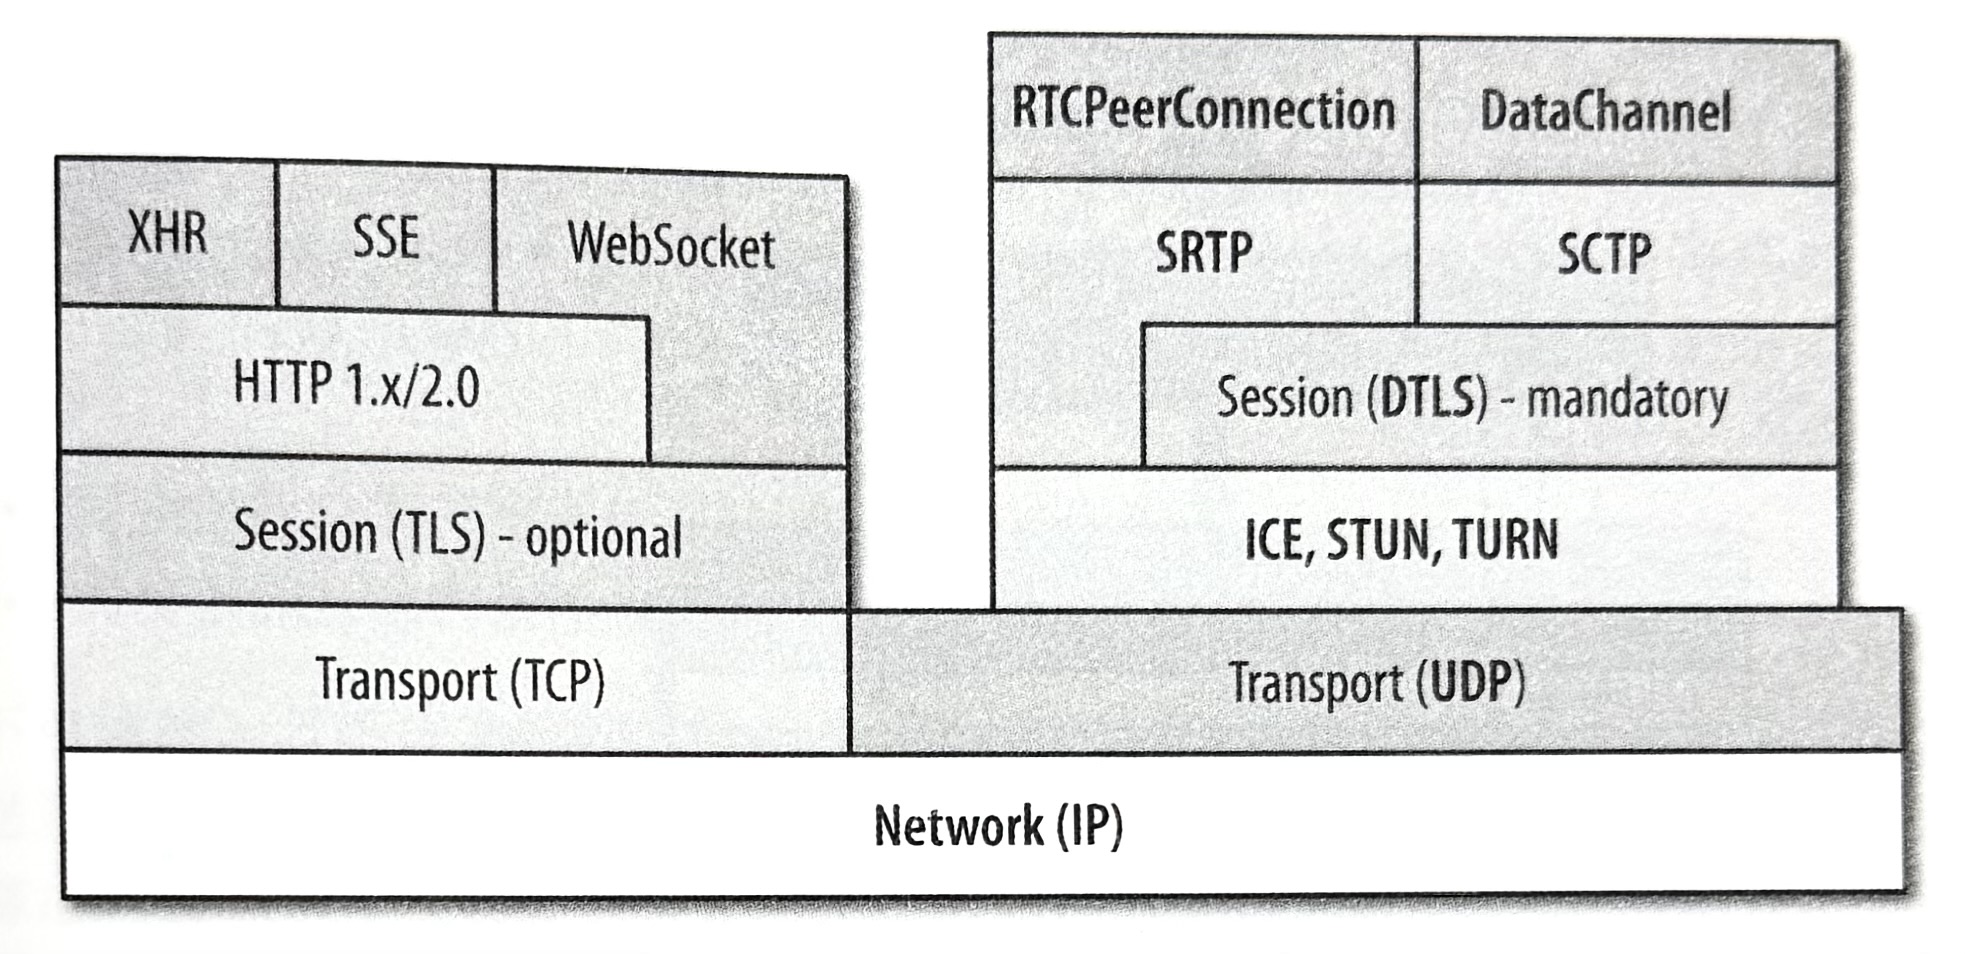 RTCPeerConnection
DataChannel
XHR
SSE
WebSocket
SRTP
SCTP
HTTP 1.x/2.0
Session (DTLS) - mandatory
Session (TLS) - optional
ICE, STUN, TURN
Transport (TCP)
Transport (UDP)
Network (IP)